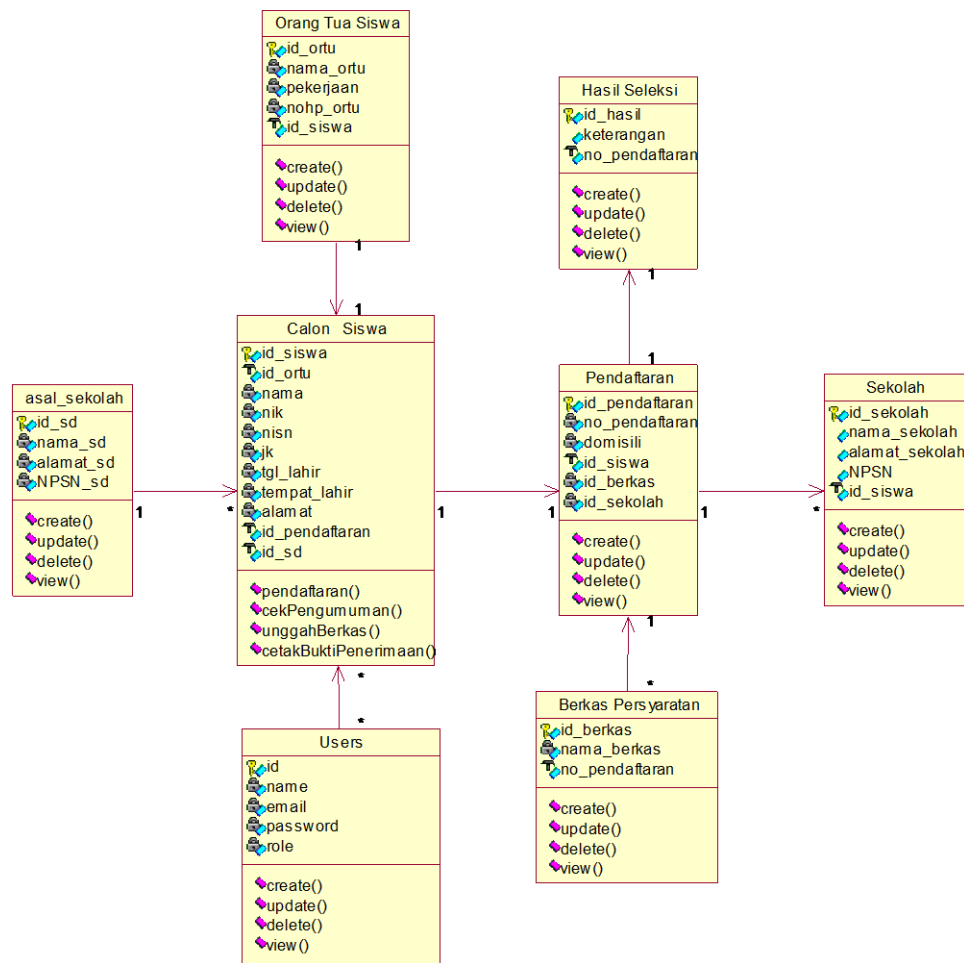 Orang Tua Siswa
id_ortu
nama_ortu
pekerjaan
nohp_ortu
id_siswa
create()
update()
delete()
view()
1
1
Hasil Seleksi
id_hasil
keterangan
no_pendaftaran
create()
update()
delete()
view()
1
1
asal_sekolah
id_sd
nama_sd
alamat_sd
NPSN_sd
create()
update()
delete()
view()
1
*
Calon Siswa
id_siswa
id_ortu
nama
nik
nisn
jk
tgl_lahir
tempat_lahir
alamat
id_pendaftaran
id_sd
pendaftaran()
cekPengumuman()
unggahBerkas()
cetakBuktiPenerimaan()
1
1
Pendaftaran
id_pendaftaran
no_pendaftaran
domisili
id_siswa
id_berkas
id_sekolah
create()
update()
delete()
view()
1
*
Sekolah
id_sekolah
nama_sekolah
alamat_sekolah
NPSN
id_siswa
create()
update()
delete()
view()
*
*
Users
id
name
email
password
role
create()
update()
delete()
view()
1
*
Berkas Persyaratan
id_berkas
nama_berkas
no_pendaftaran
create()
update()
delete()
view()